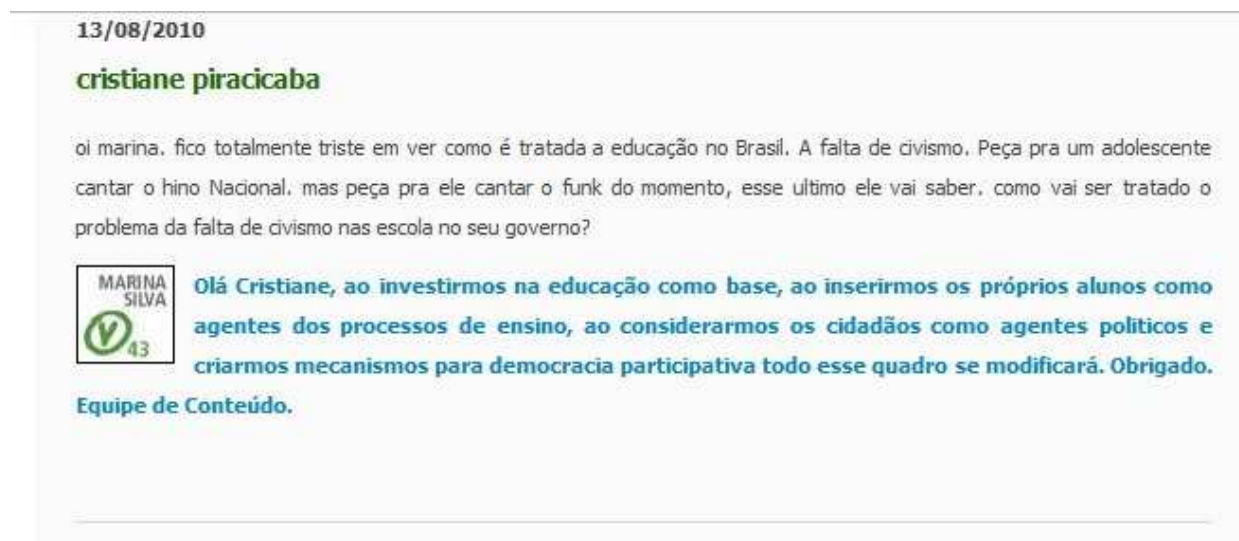 13/08/2010
cristiane piracicaba
oi marina. fico totalmente triste em ver como é tratada a educação no Brasil. A falta de civismo. Peça pra um adolescente
cantar o hino Nacional. mas peça pra ele cantar o funk do momento, esse ultimo ele vai saber. como vai ser tratado o
problema da falta de civismo nas escola no seu governo?
MARINA
SILVA
V
43
Olá Cristiane, ao investirmos na educação como base, ao inserirmos os próprios alunos como
agentes dos processos de ensino, ao considerarmos os cidadãos como agentes politicos e
criarmos mecanismos para democracia participativa todo esse quadro se modificará. Obrigado.
Equipe de Conteúdo.